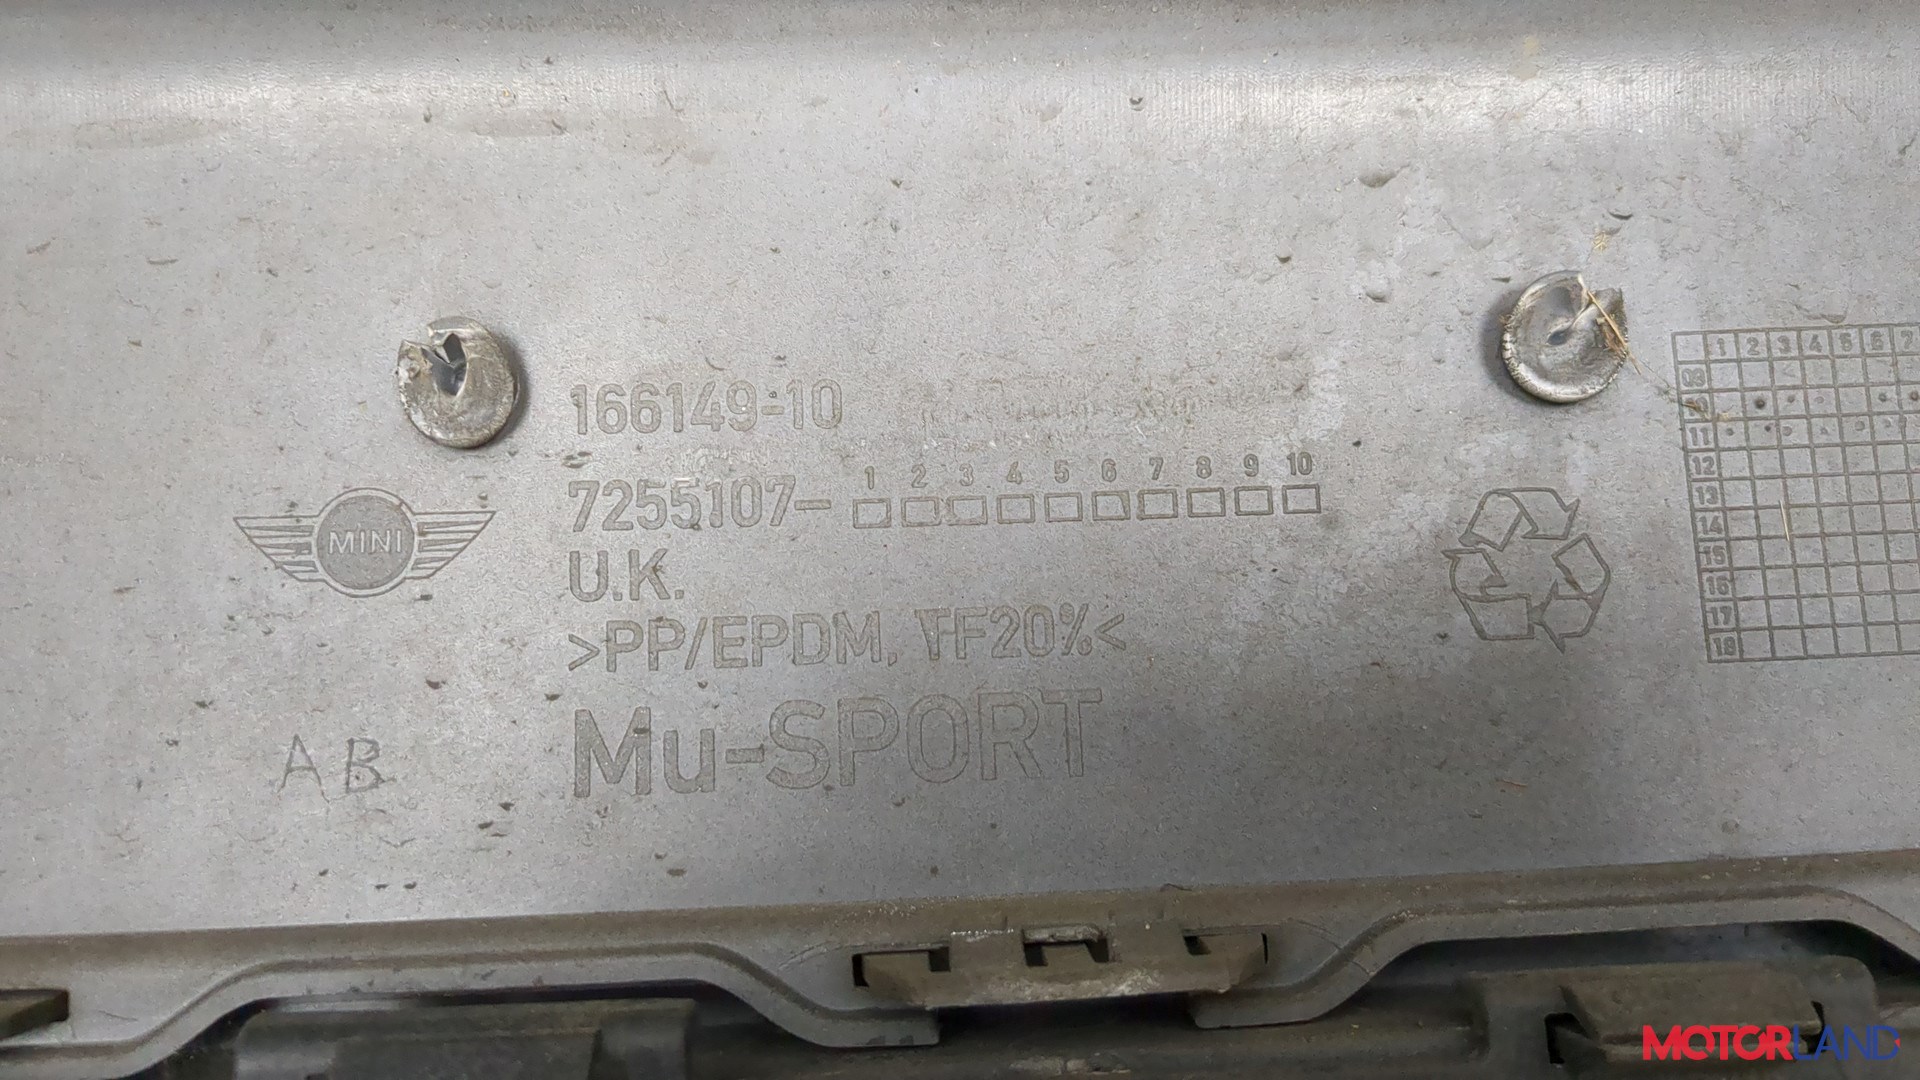 166149-10
1 2 3 4 5 6 7 8 9 10
7255107-
MINI
U.K.
>PP/EPDM, TF20%<
Mu-SPORT
AB
1 2 3 4 5 6 7
09
10
11
12
13
14
15
16
17
18
MOTORLAND